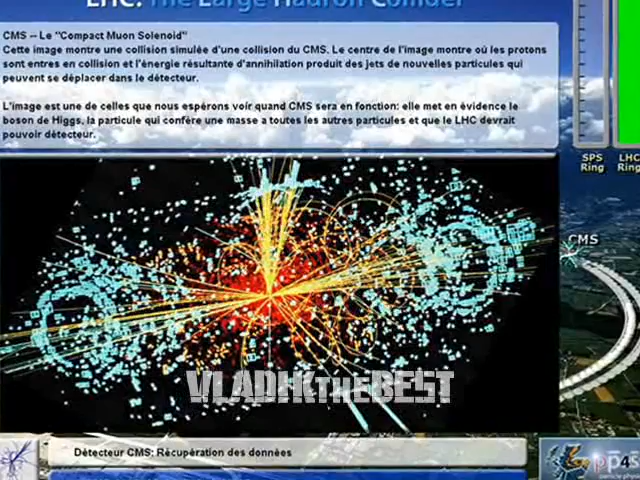 LHC: The Large Hadron Collider
CMS -- Le "Compact Muon Solenoid"
Cette image montre une collision simulée d'une collision du CMS. Le centre de l'image montre où les protons
sont entres en collision et l'énergie résultante d'annihilation produit des jets de nouvelles particules qui
peuvent se déplacer dans le détecteur.
L'image est une de celles que nous espérons voir quand CMS sera en fonction: elle met en évidence le
boson de Higgs, la particule qui confère une masse a toutes les autres particules et que le LHC devrait
pouvoir détecteur.
SPS
Ring
LHC
Ring
CMS
VLADIKTHEBEST
Détecteur CMS: Récupération des données